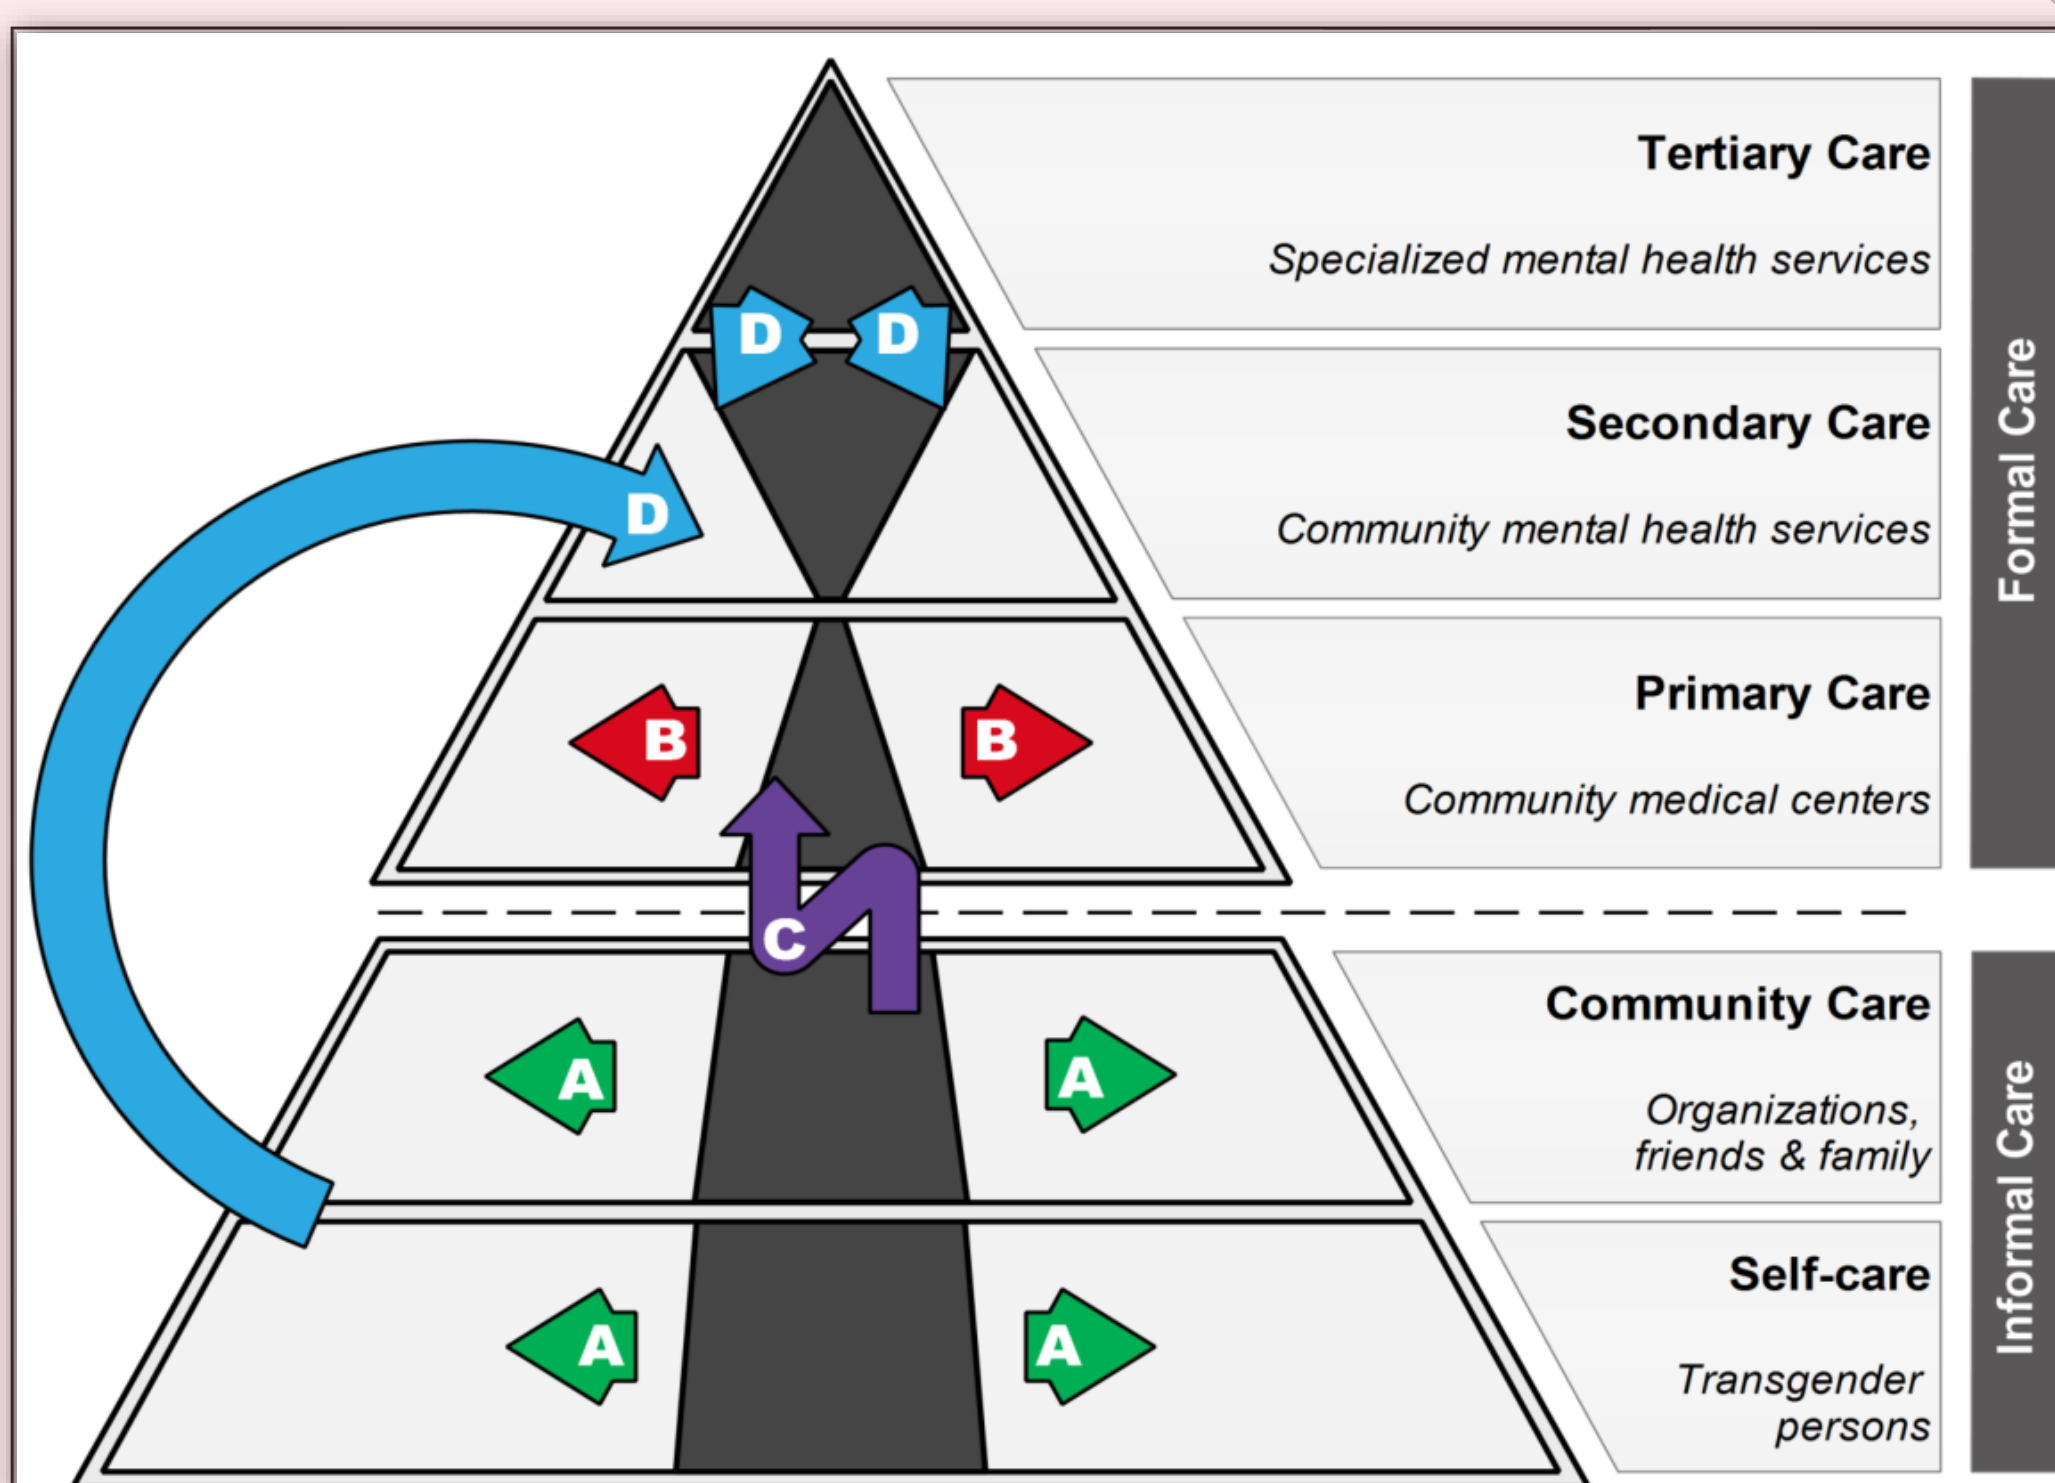 Tertiary Care
Specialized mental health services
D
D
Secondary Care
Community mental health services
D
Primary Care
Community medical centers
B
B
Formal Care
C
Community Care
Organizations,
friends & family
A
A
Self-care
Transgender
persons
A
A
Informal Care